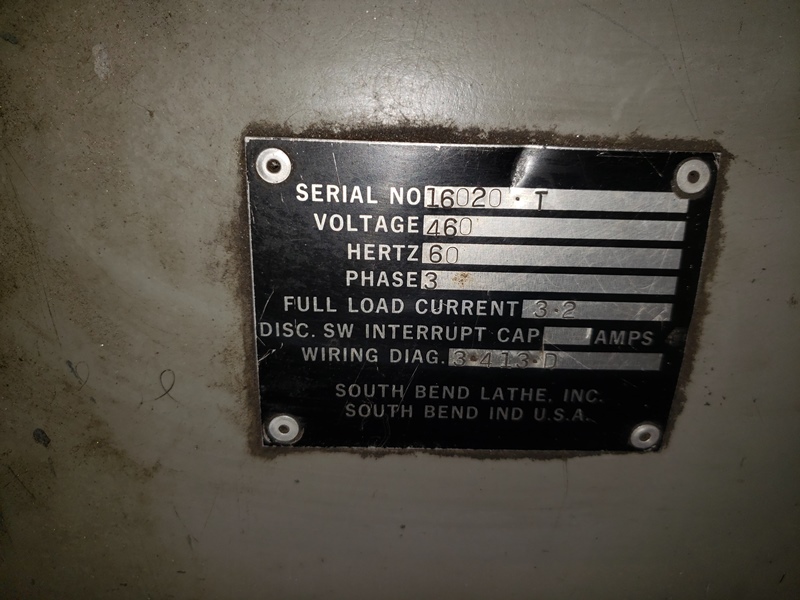 SERIAL NO 16020 · T
VOLTAGE 460
HERTZ 60
PHASE 3
FULL LOAD CURRENT 3·2
DISC. SW INTERRUPT CAP AMPS
WIRING DIAG. 3·413·D
SOUTH BEND LATHE, INC.
SOUTH BEND IND U.S.A.